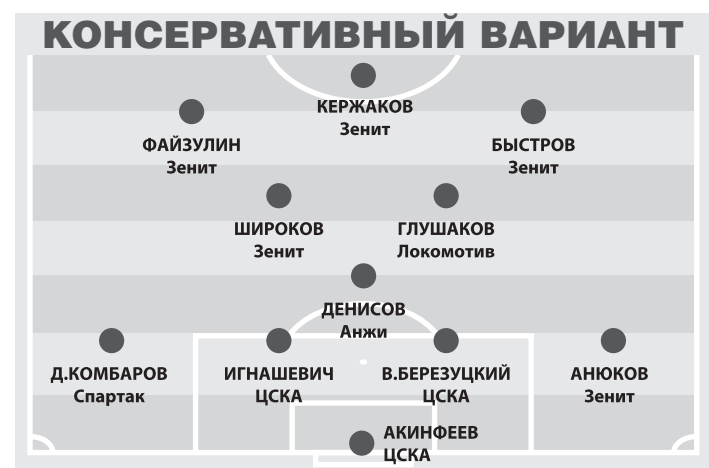 КОНСЕРВАТИВНЫЙ ВАРИАНТ
КЕРЖАКОВ
Зенит
ФАЙЗУЛИН
Зенит
БЫСТРОВ
Зенит
ШИРОКОВ
Зенит
ГЛУШАКОВ
Локомотив
ДЕНИСОВ
Анжи
Д.КОМБАРОВ
Спартак
ИГНАШЕВИЧ
ЦСКА
В.БЕРЕЗУЦКИЙ
ЦСКА
АНЮКОВ
Зенит
АКИНФЕЕВ
ЦСКА